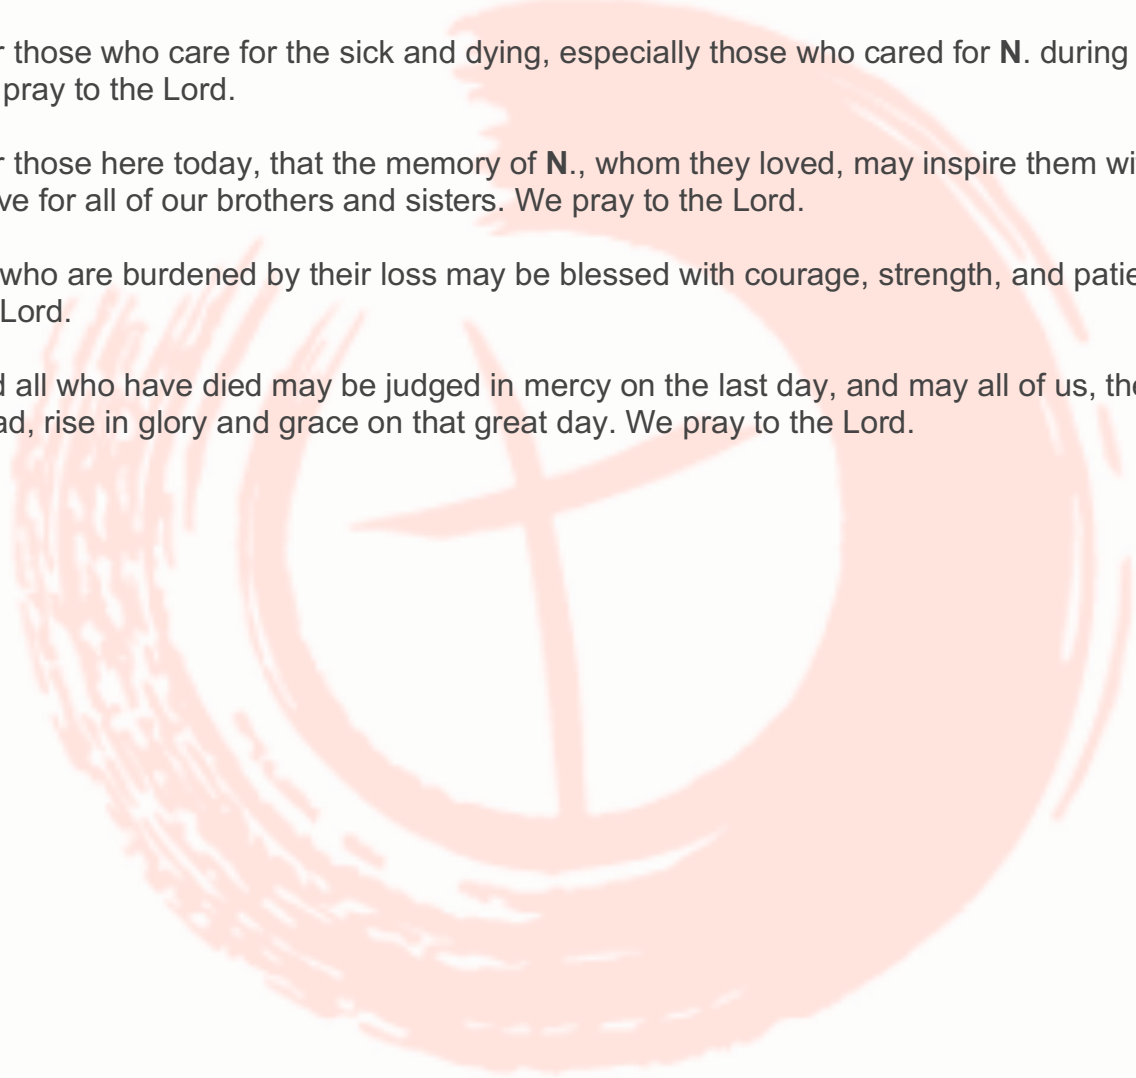 r those who care for the sick and dying, especially those who cared for N. during
pray to the Lord.
r those here today, that the memory of N., whom they loved, may inspire them wi
ve for all of our brothers and sisters. We pray to the Lord.
who are burdened by their loss may be blessed with courage, strength, and patie
Lord.
d all who have died may be judged in mercy on the last day, and may all of us, the
ad, rise in glory and grace on that great day. We pray to the Lord.